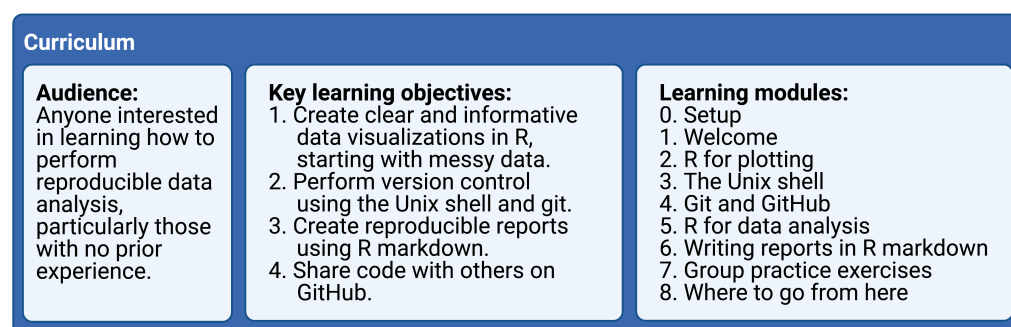 Curriculum
Audience:
Anyone interested
in learning how to
perform
reproducible data
analysis,
particularly those
with no prior
experience.
Key learning objectives:
1. Create clear and informative
data visualizations in R,
starting with messy data.
2. Perform version control
using the Unix shell and git.
3. Create reproducible reports
using R markdown.
4. Share code with others on
GitHub.
Learning modules:
0. Setup
1. Welcome
2. R for plotting
3. The Unix shell
4. Git and GitHub
5. R for data analysis
6. Writing reports in R markdown
7. Group practice exercises
8. Where to go from here